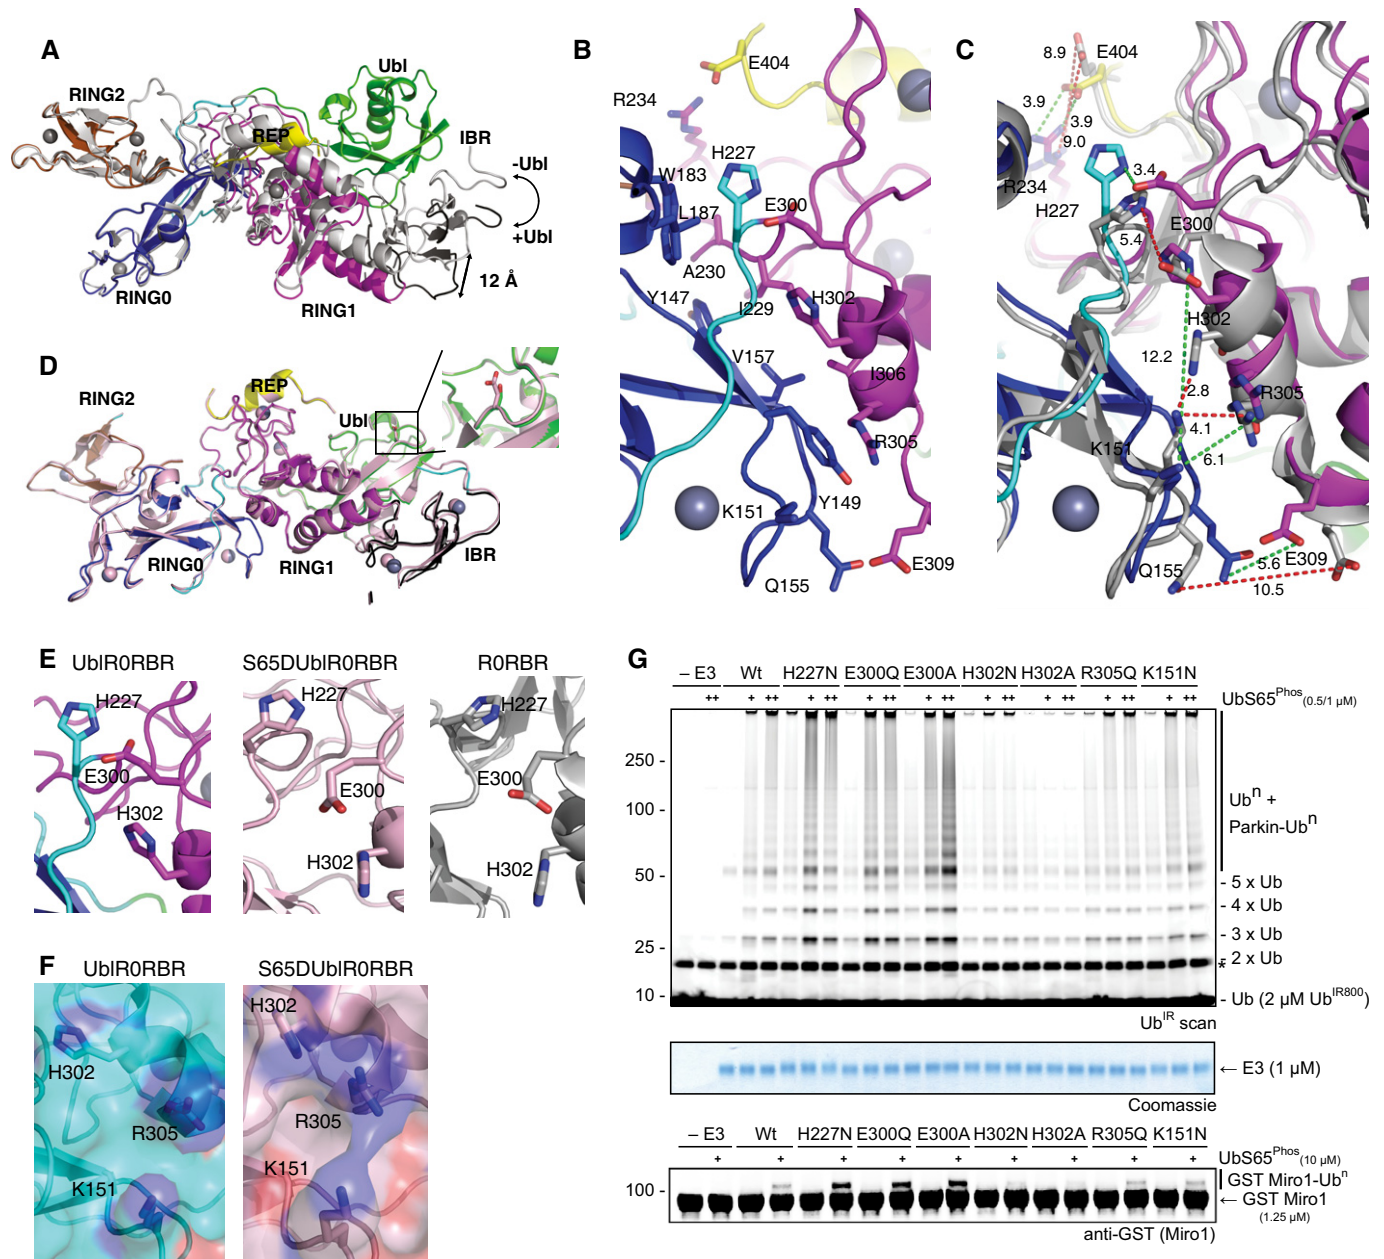 A
RING2
Ubl
REP
IBR
-Ubl
+Ubl
12 Å
RING0
RING1
B
E404
R234
H227
W183
L187
E300
A230
Y147
I229
H302
V157
I306
R305
K151
Y149
Q155
E309
C
8.9
E404
3.9
3.9
9.0
3.4
R234
H227
E300
5.4
H302
12.2
2.8
R305
4.1
K151
6.1
Q155
5.6
E309
10.5
D
RING2
REP
Ubl
RING0
RING1
IBR
E
UblR0RBR
S65DUblR0RBR
R0RBR
H227
E300
H302
H227
E300
H302
H227
E300
H302
F
UblR0RBR
S65DUblR0RBR
H302
R305
K151
H302
R305
K151
G
– E3 Wt H227N E300Q E300A H302N H302A R305Q K151N
++ + ++ + ++ + ++ + ++ + ++ + ++ + ++ + ++ UbS65Phos (0.5/1 µM)
250 -
100 -
50 -
25 -
10 -
Ubn +
Parkin-Ubn
- 5 x Ub
- 4 x Ub
- 3 x Ub
- 2 x Ub
*
- Ub (2 µM UbIR800)
UbIR scan
← E3 (1 µM)
Coomassie
– E3 Wt H227N E300Q E300A H302N H302A R305Q K151N
+ + + + + + + + + UbS65Phos (10 µM)
GST Miro1-Ubn
100 -
← GST Miro1
(1.25 µM)
anti-GST (Miro1)